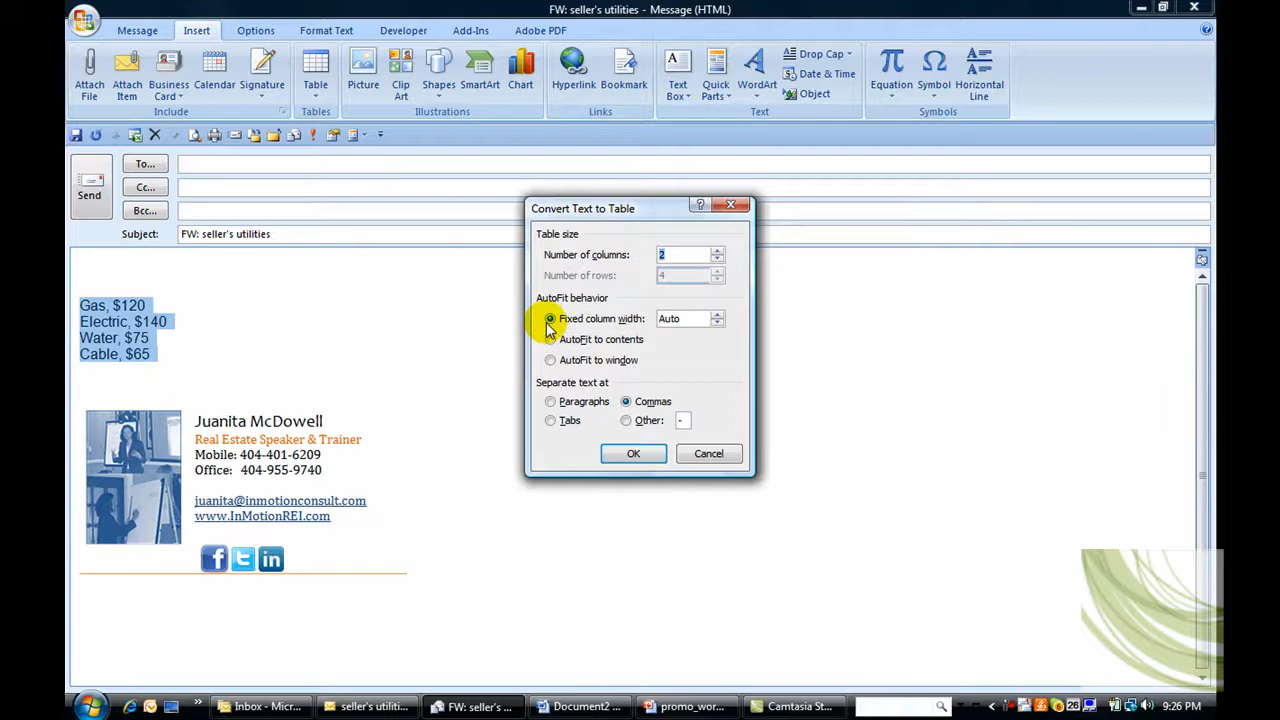 FW: seller's utilities - Message (HTML)
Message Insert Options Format Text Developer Add-Ins Adobe PDF
Attach File Attach Item Business Card Calendar Signature Table Picture Clip Art Shapes SmartArt Chart Hyperlink Bookmark Text Box Quick Parts WordArt Drop Cap Date & Time Object Equation Symbol Horizontal Line
Include Tables Illustrations Links Text Symbols
To...
Send
Cc...
Bcc...
Subject: FW: seller's utilities
Convert Text to Table
Table size
Number of columns: 2
Number of rows: 4
AutoFit behavior
Fixed column width: Auto
AutoFit to contents
AutoFit to window
Separate text at
Paragraphs Commas
Tabs Other: -
OK Cancel
Gas, $120
Electric, $140
Water, $75
Cable, $65
Juanita McDowell
Real Estate Speaker & Trainer
Mobile: 404-401-6209
Office: 404-955-9740
juanita@inmotionconsult.com
www.InMotionREI.com
f t in
Inbox - Micr... seller's utiliti... FW: seller's ... Document2 ... promo_wor... Camtasia St... 26 9:26 PM